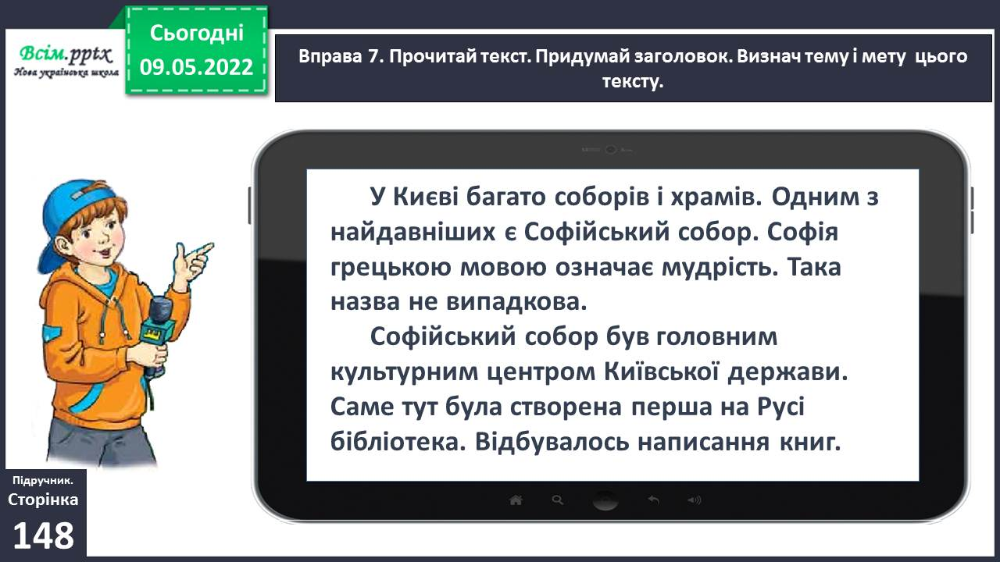 Всім.pptx
Нова українська школа
Сьогодні
09.05.2022
Вправа 7. Прочитай текст. Придумай заголовок. Визнач тему і мету цього
тексту.
У Києві багато соборів і храмів. Одним з
найдавніших є Софійський собор. Софія
грецькою мовою означає мудрість. Така
назва не випадкова.
Софійський собор був головним
культурним центром Київської держави.
Саме тут була створена перша на Русі
бібліотека. Відбувалось написання книг.
Підручник.
Сторінка
148